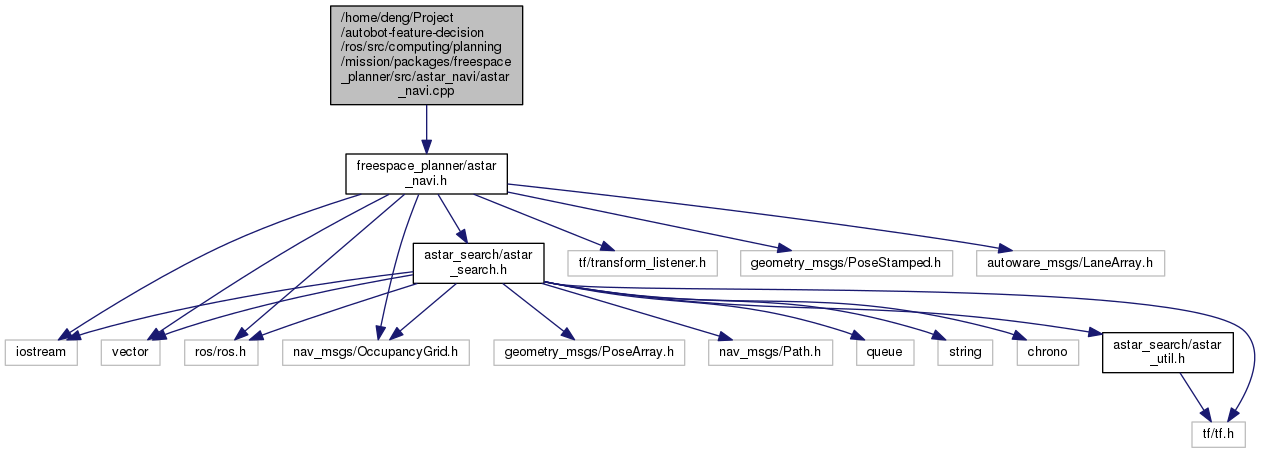 /home/deng/Project
/autobot-feature-decision
/ros/src/computing/planning
/mission/packages/freespace
_planner/src/astar_navi/astar
_navi.cpp
freespace_planner/astar
_navi.h
astar_search/astar
_search.h
tf/transform_listener.h
geometry_msgs/PoseStamped.h
autoware_msgs/LaneArray.h
iostream
vector
ros/ros.h
nav_msgs/OccupancyGrid.h
geometry_msgs/PoseArray.h
nav_msgs/Path.h
queue
string
chrono
astar_search/astar
_util.h
tf/tf.h